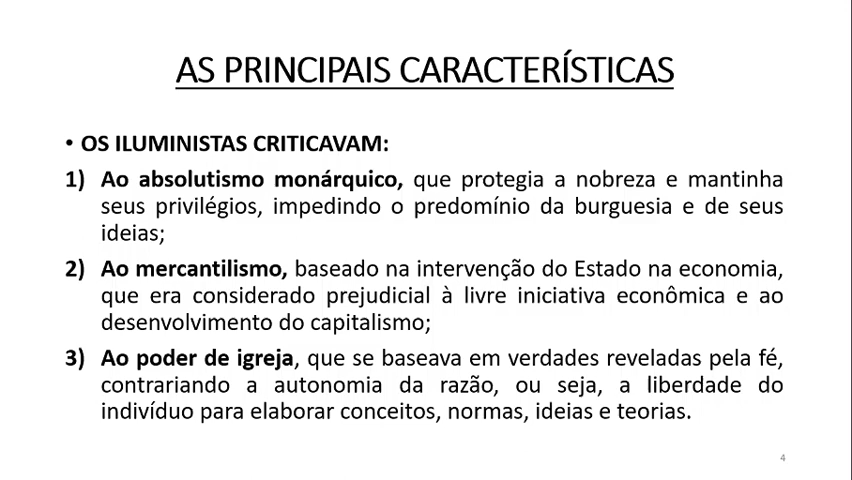 AS PRINCIPAIS CARACTERÍSTICAS
• OS ILUMINISTAS CRITICAVAM:
1) Ao absolutismo monárquico, que protegia a nobreza e mantinha
seus privilégios, impedindo o predomínio da burguesia e de seus
ideias;
2) Ao mercantilismo, baseado na intervenção do Estado na economia,
que era considerado prejudicial à livre iniciativa econômica e ao
desenvolvimento do capitalismo;
3) Ao poder de igreja, que se baseava em verdades reveladas pela fé,
contrariando a autonomia da razão, ou seja, a liberdade do
indivíduo para elaborar conceitos, normas, ideias e teorias.
4